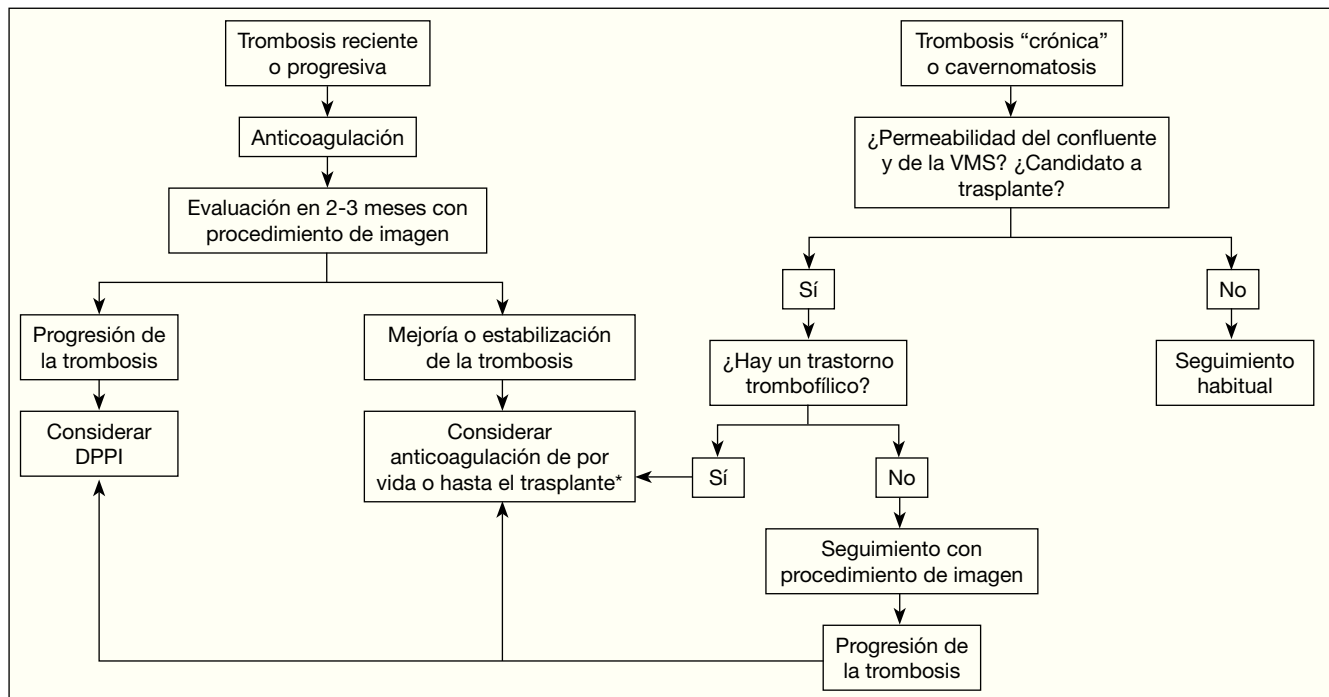 Trombosis reciente
o progresiva
Anticoagulación
Evaluación en 2-3 meses con
procedimiento de imagen
Progresión de
la trombosis
Considerar
DPPI
Mejoría o estabilización
de la trombosis
Considerar
anticoagulación de por
vida o hasta el trasplante*
Trombosis “crónica”
o cavernomatosis
¿Permeabilidad del confluente
y de la VMS? ¿Candidato a
trasplante?
Sí
No
¿Hay un trastorno
trombofílico?
Seguimiento
habitual
Sí
No
Seguimiento con
procedimiento de imagen
Progresión de
la trombosis